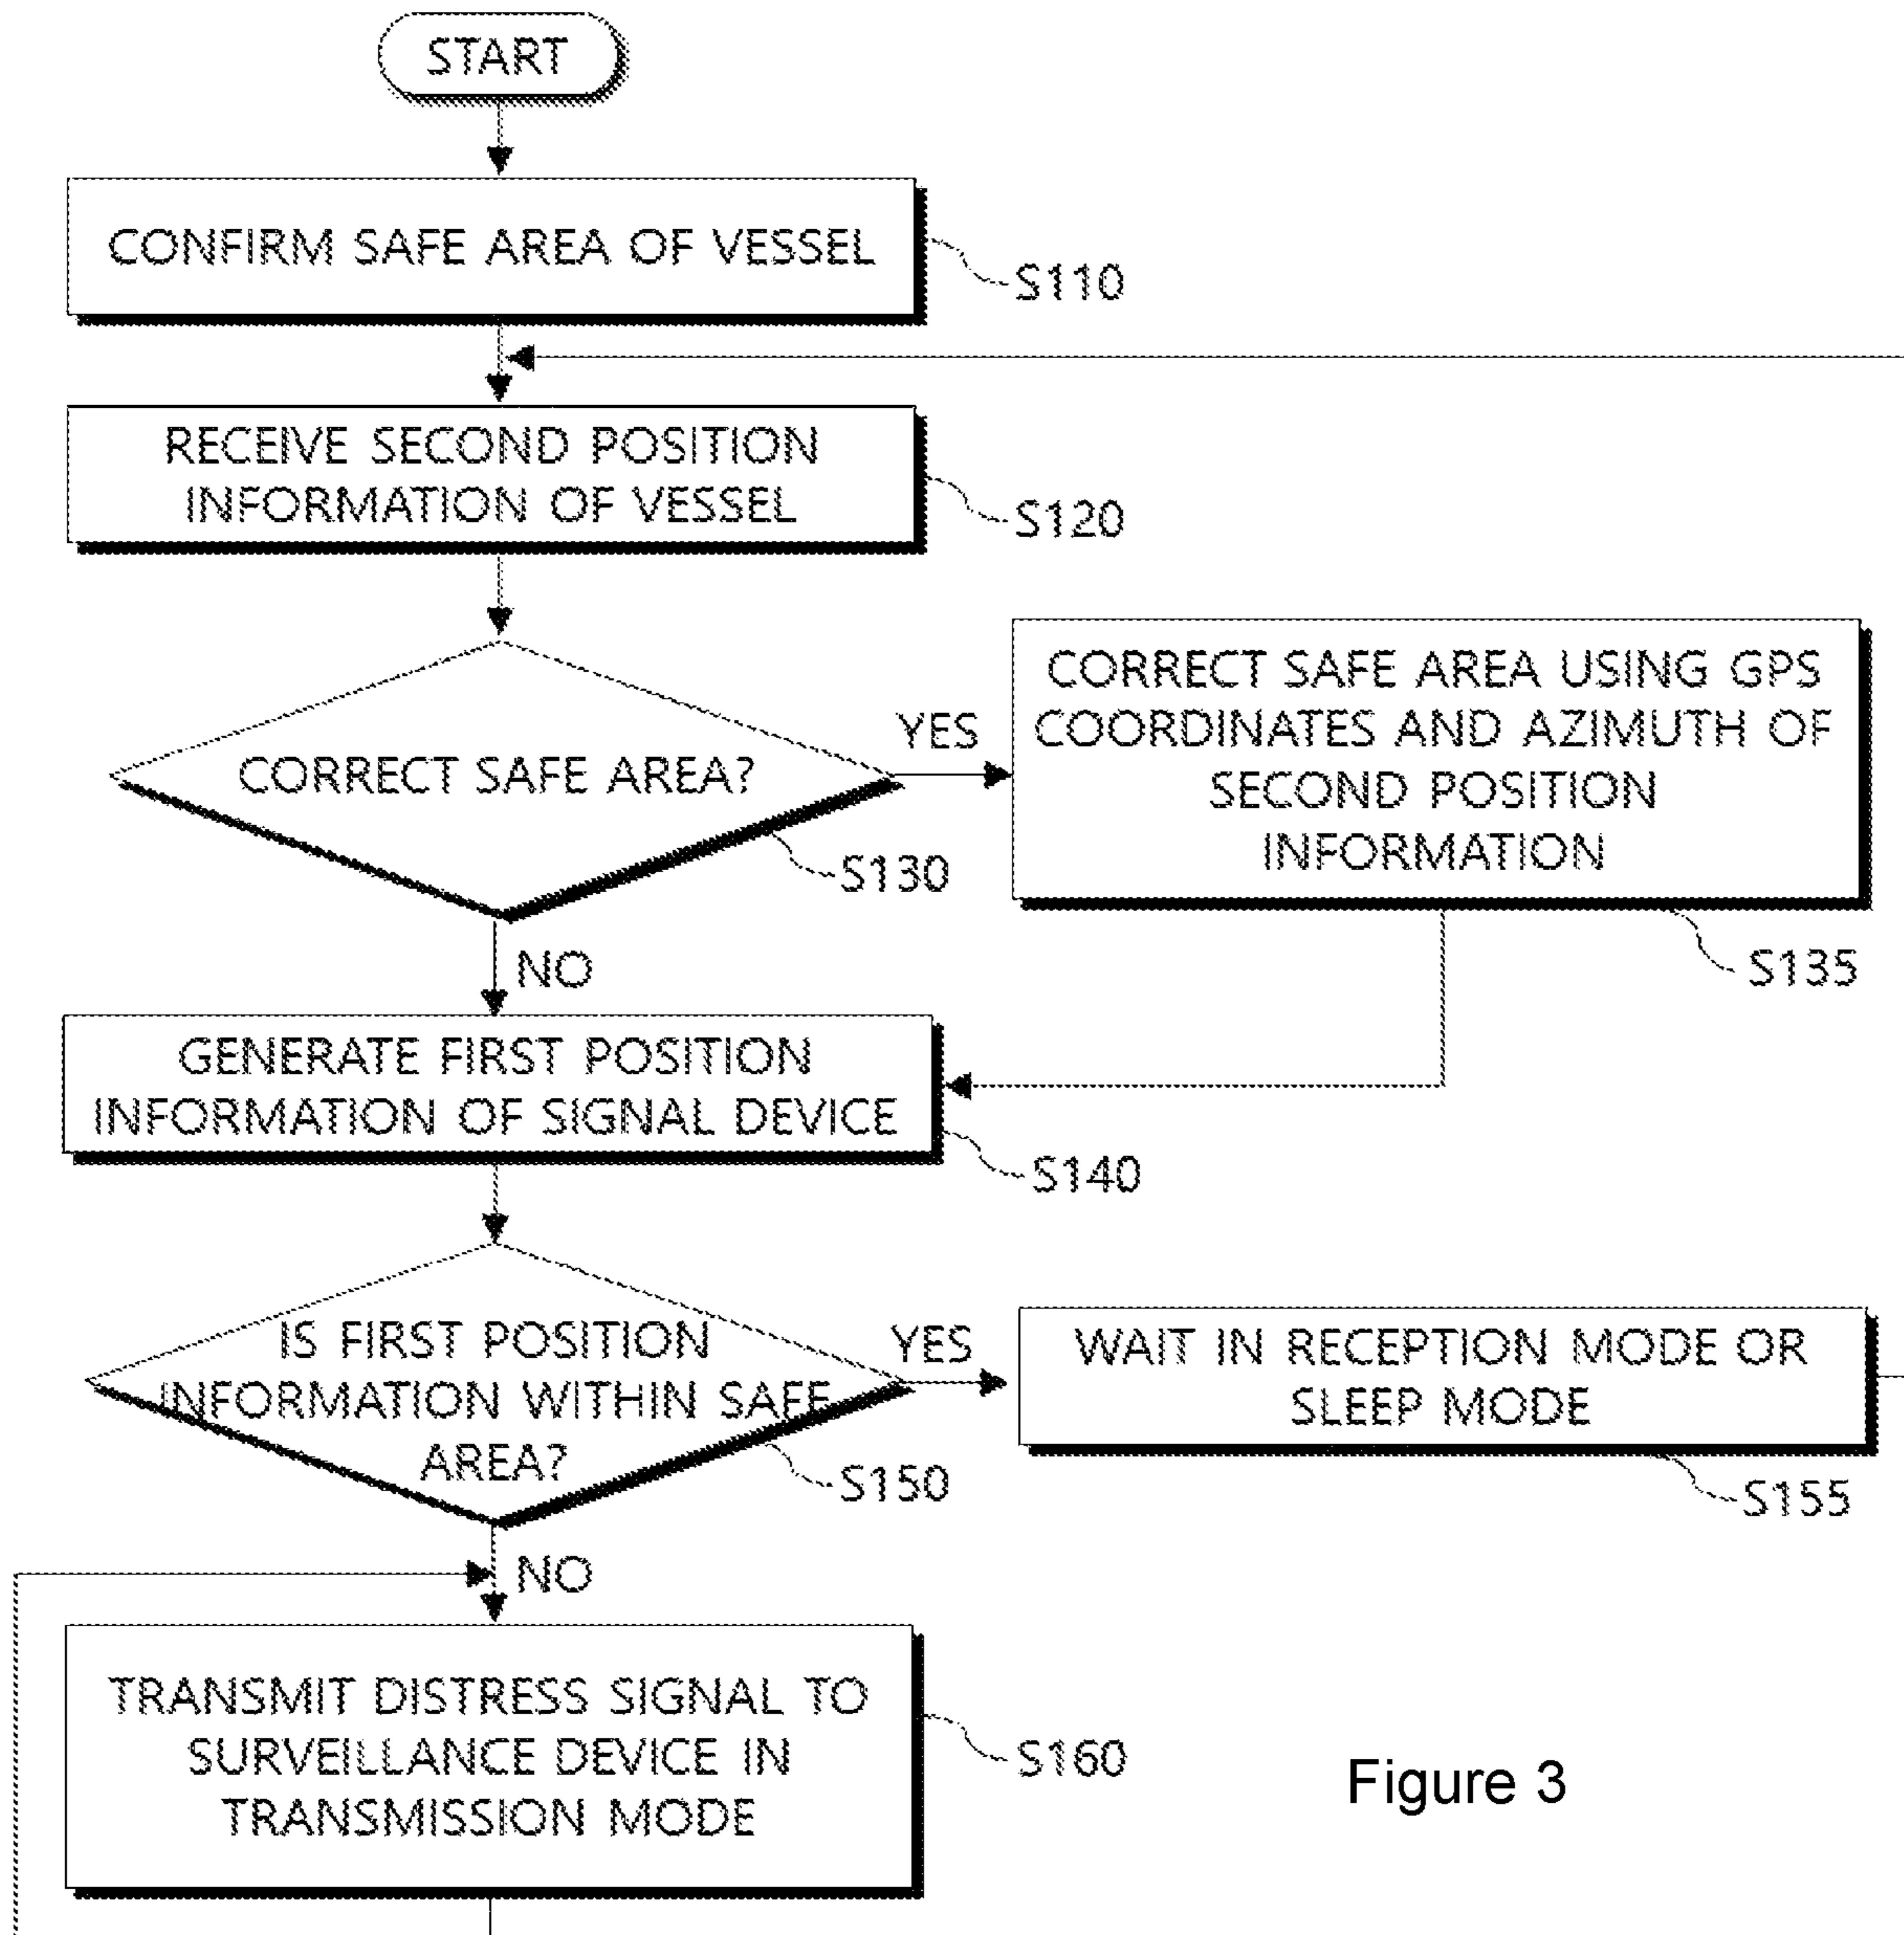 START
CONFIRM SAFE AREA OF VESSEL
S110
RECEIVE SECOND POSITION
INFORMATION OF VESSEL
S120
CORRECT SAFE AREA?
S130
YES
CORRECT SAFE AREA USING GPS
COORDINATES AND AZIMUTH OF
SECOND POSITION
INFORMATION
S135
NO
GENERATE FIRST POSITION
INFORMATION OF SIGNAL DEVICE
S140
IS FIRST POSITION
INFORMATION WITHIN SAFE
AREA?
S150
YES
WAIT IN RECEPTION MODE OR
SLEEP MODE
S155
NO
TRANSMIT DISTRESS SIGNAL TO
SURVEILLANCE DEVICE IN
TRANSMISSION MODE
S160
Figure 3